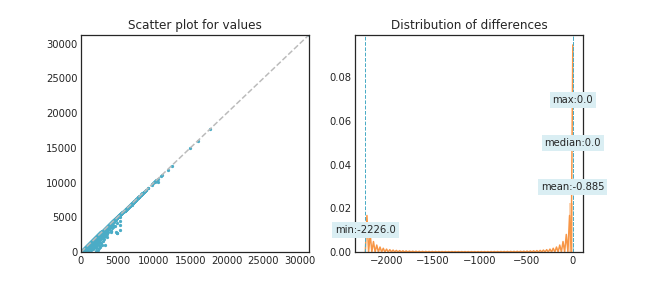 Scatter plot for values
30000
25000
20000
15000
10000
5000
0
0 5000 10000 15000 20000 25000 30000
Distribution of differences
0.08
0.06
0.04
0.02
0.00
max:0.0
median:0.0
mean:-0.885
min:-2226.0
−2000 −1500 −1000 −500 0